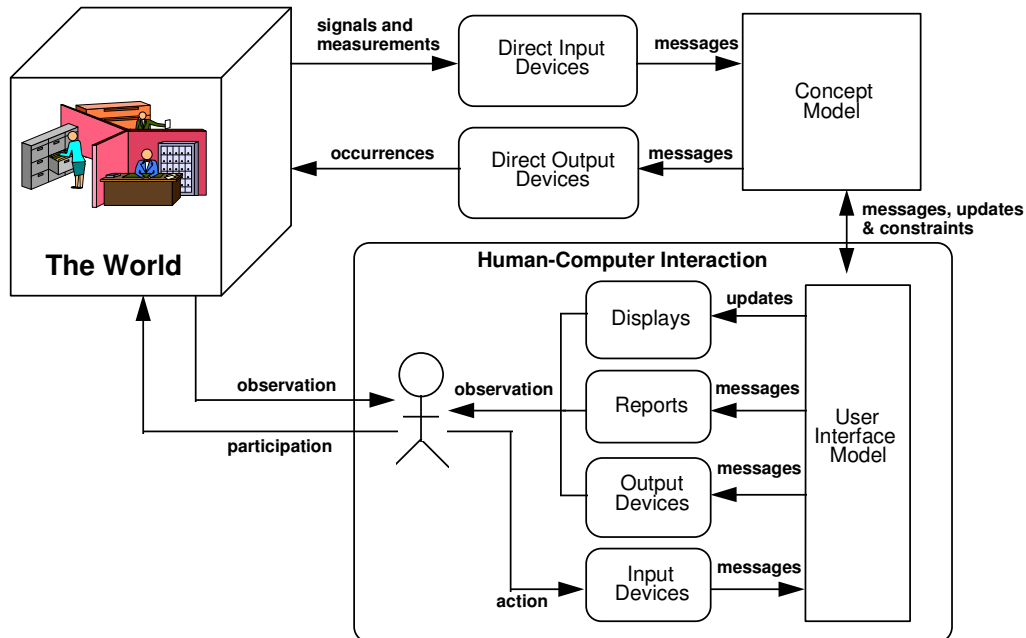 signals and
measurements
Direct Input
Devices
messages
Concept
Model
occurrences
Direct Output
Devices
messages
messages, updates
& constraints
The World
Human-Computer Interaction
Displays
updates
observation
observation
Reports
messages
User
Interface
Model
participation
Output
Devices
messages
action
Input
Devices
messages